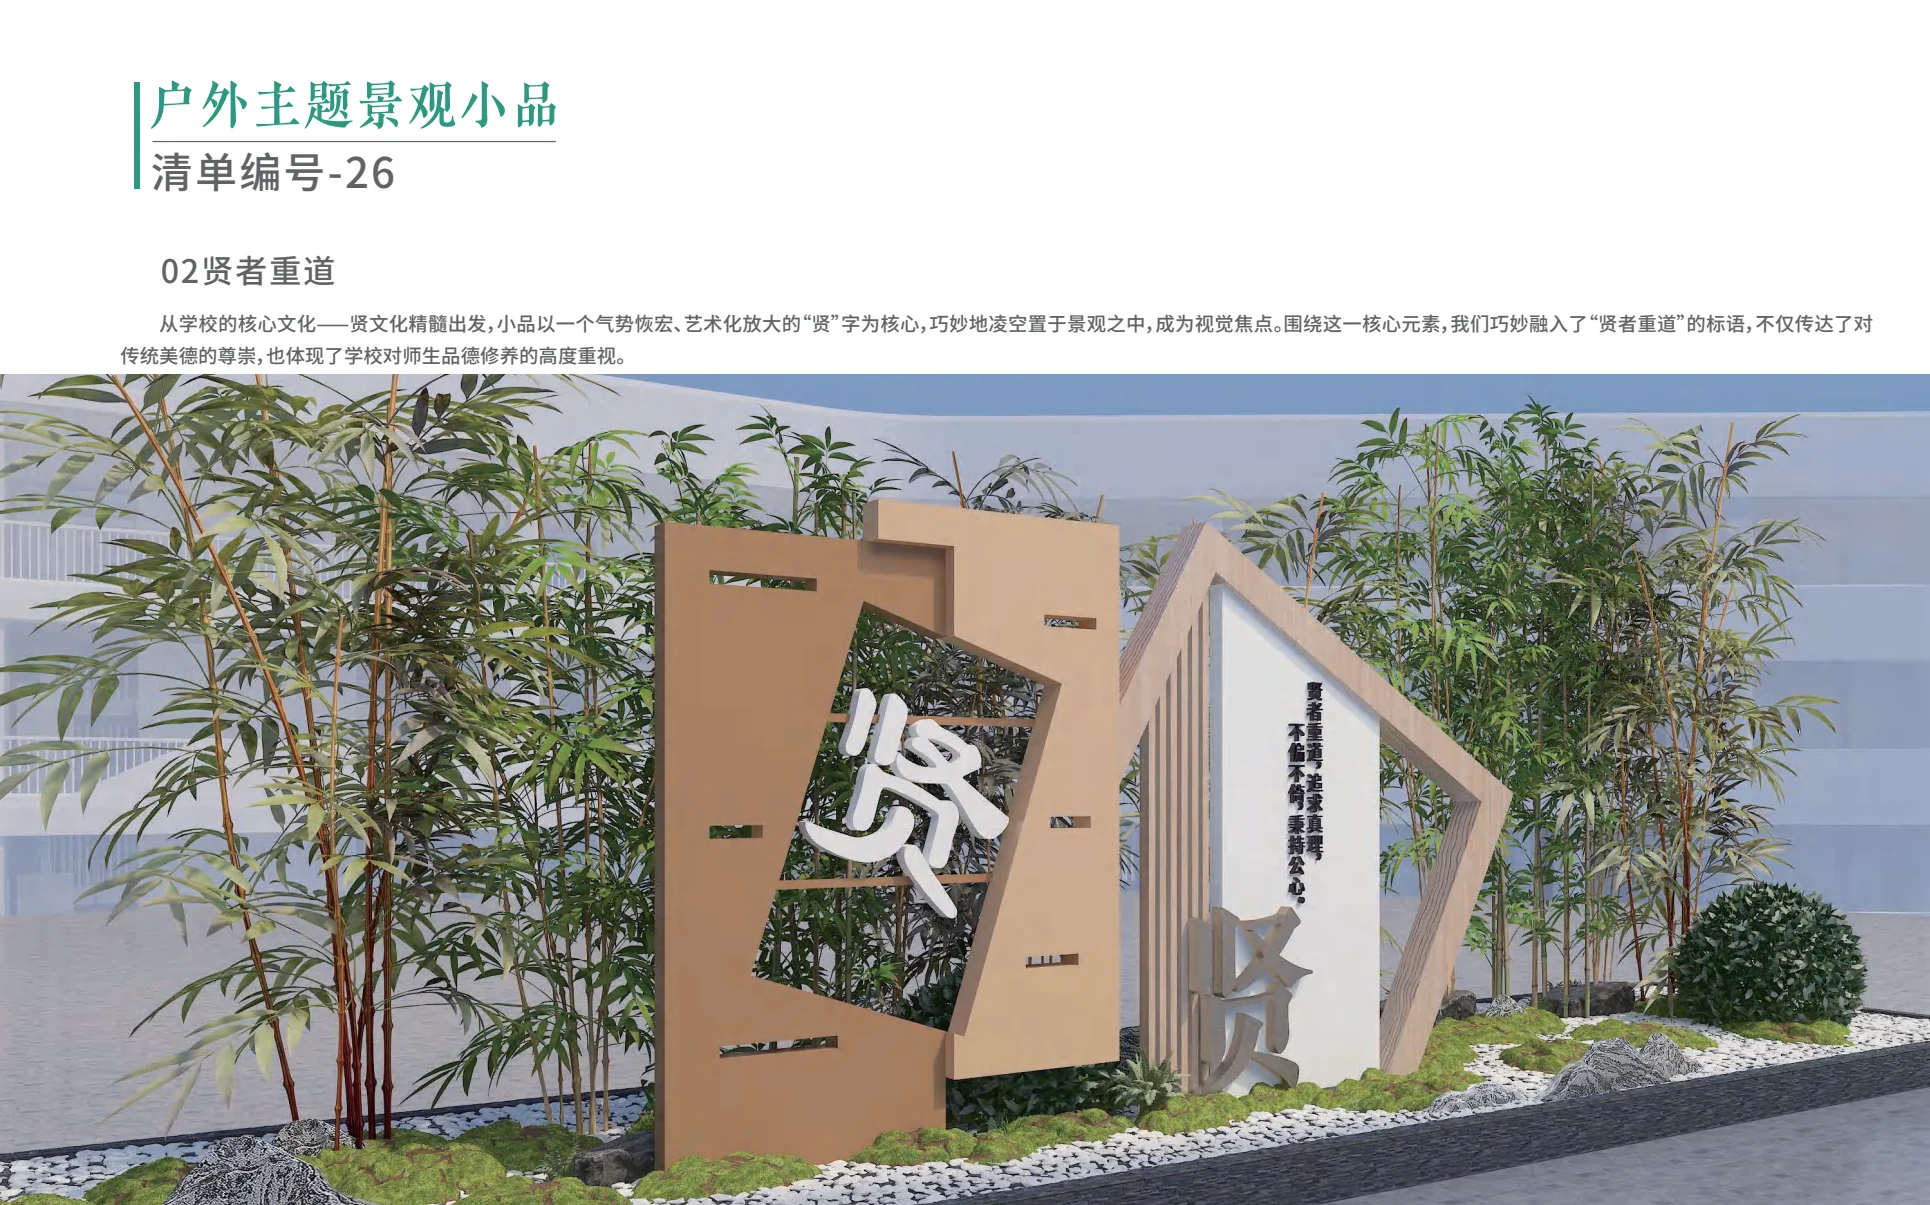 户外主题景观小品
清单编号-26
02贤者重道
从学校的核心文化——贤文化精髓出发，小品以一个气势恢宏、艺术化放大的“贤”字为核心，巧妙地凌空置于景观之中，成为视觉焦点。围绕这一核心元素，我们巧妙融入了“贤者重道”的标语，不仅传达了对
传统美德的尊崇，也体现了学校对师生品德修养的高度重视。
贤
贤者重道，追求真理，
不偏不倚，秉持公心。
贤